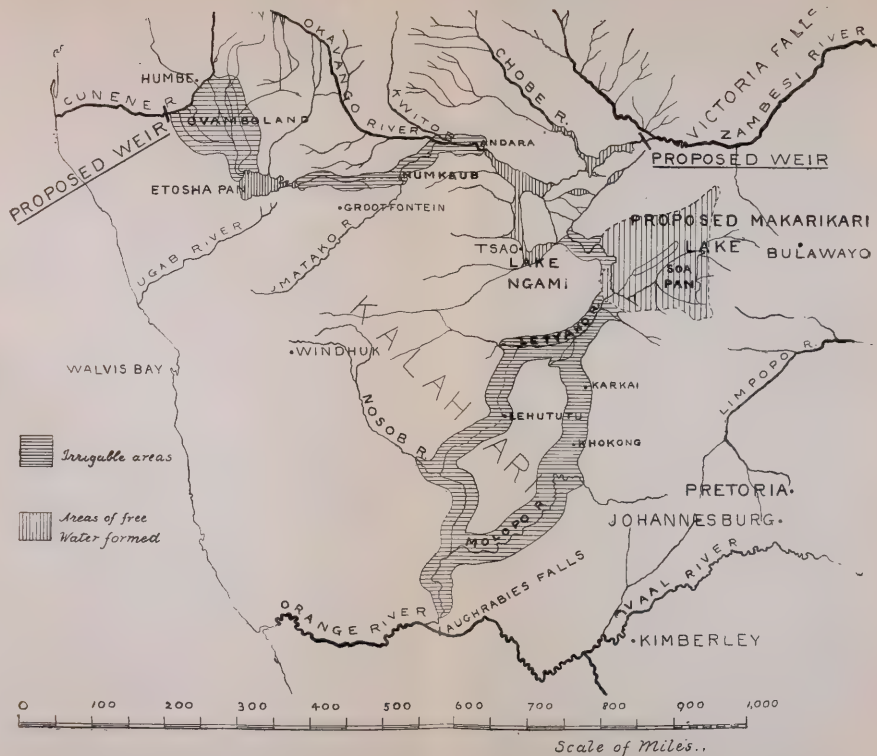 OKAVANGO
RIVER
HUMBE
CUNENE R.
OVAMBOLAND
KWITO R.
CHOBE R.
VICTORIA FALLS
ZAMBESI RIVER
PROPOSED WEIR
ANDARA
PROPOSED WEIR
ETOSHA PAN
NUMKAUB
GROOTFONTEIN
UGAB RIVER
MATAKO R.
TSAO
LAKE
NGAMI
PROPOSED MAKARIKARI
LAKE
SOA
PAN
BULAWAYO
KALAHARI
LETYAHO R.
WINDHUK
WALVIS BAY
NOSOB R.
KARKAI
LEHUTUTU
KHOKONG
LIMPOPO R.
Irrigable areas
Areas of free
Water formed
PRETORIA
JOHANNESBURG
MOLOPO R.
ORANGE RIVER
AUGHRABIES FALLS
VAAL RIVER
KIMBERLEY
0 100 200 300 400 500 600 700 800 900 1,000
Scale of Miles..